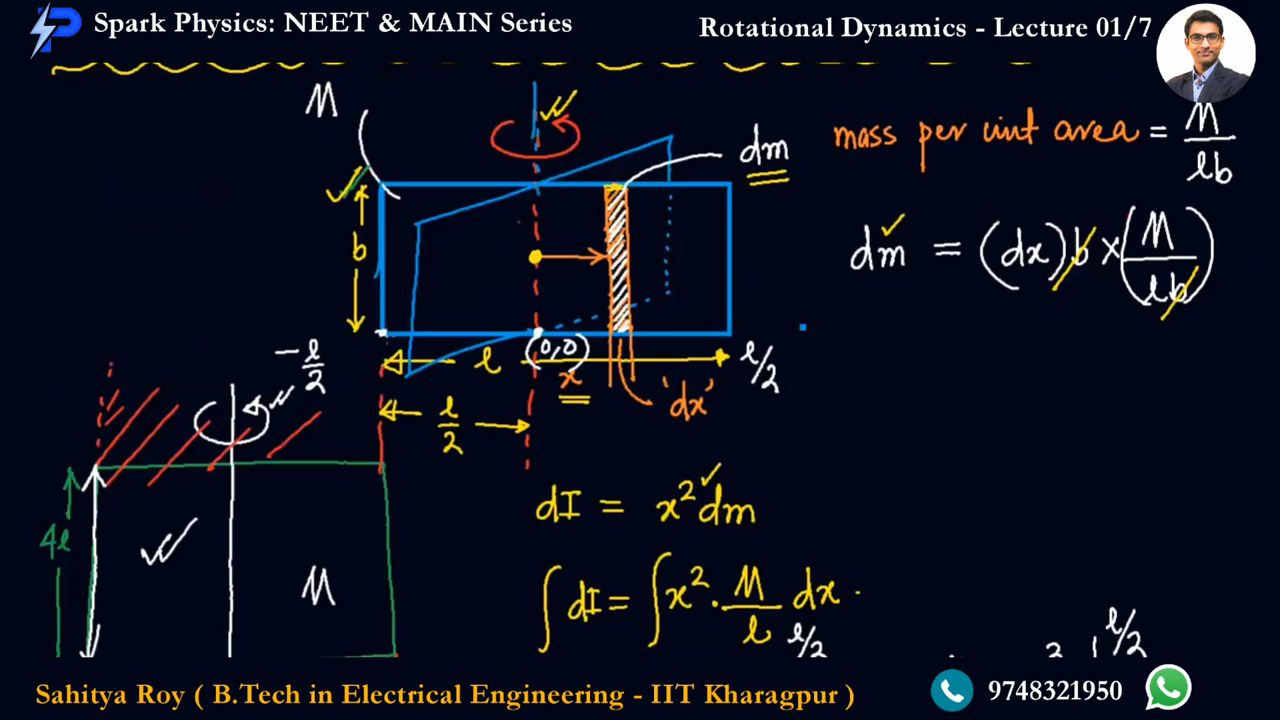 Spark Physics: NEET & MAIN Series
Rotational Dynamics - Lecture 01/7
M
dm
mass per unit area = M/lb
b
dm = (dx) b × (M/lb)
(0,0)
l
l/2
-l/2
x
'dx'
l/2
4l
dI = x² dm
M
∫dI = ∫x² · M/l dx
l/2
l/2
Sahitya Roy ( B.Tech in Electrical Engineering - IIT Kharagpur )
9748321950